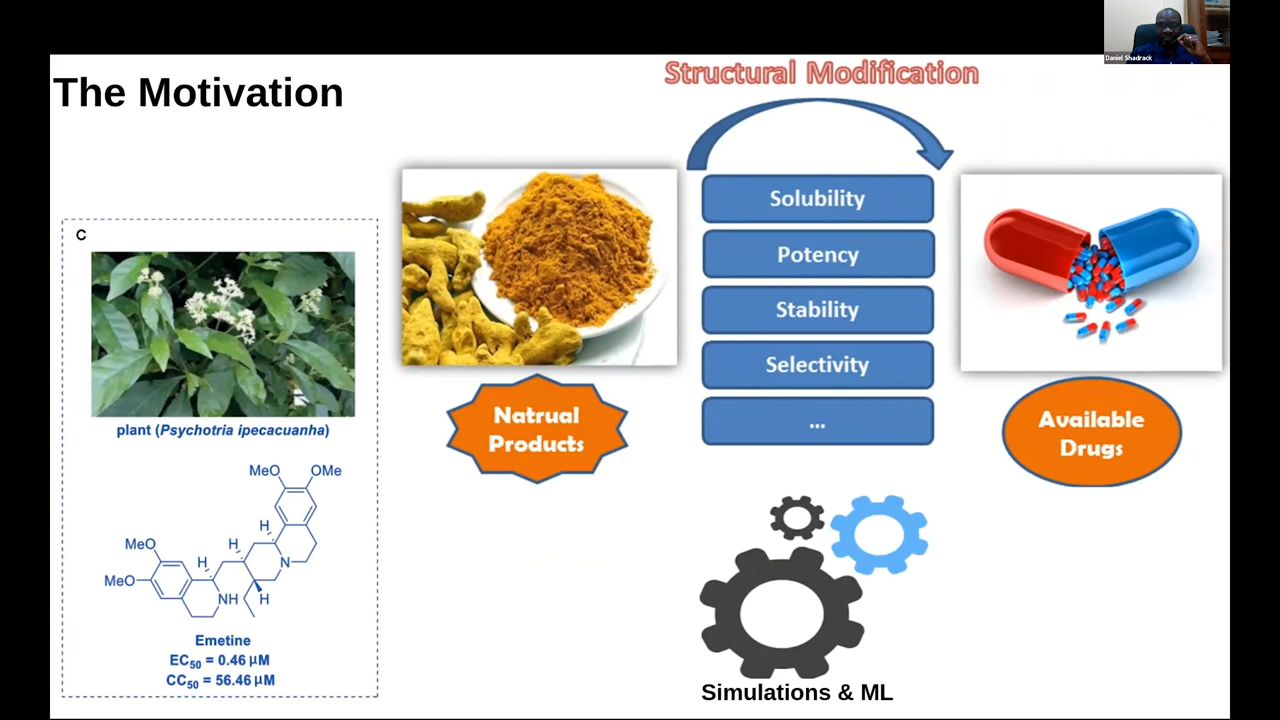 Daniel Shadrack
The Motivation
Structural Modification
C
plant (Psychotria ipecacuanha)
MeO
OMe
H
H
MeO
H
N
MeO
NH
H
Emetine
EC50 = 0.46 µM
CC50 = 56.46 µM
Natrual
Products
Solubility
Potency
Stability
Selectivity
...
Available
Drugs
Simulations & ML